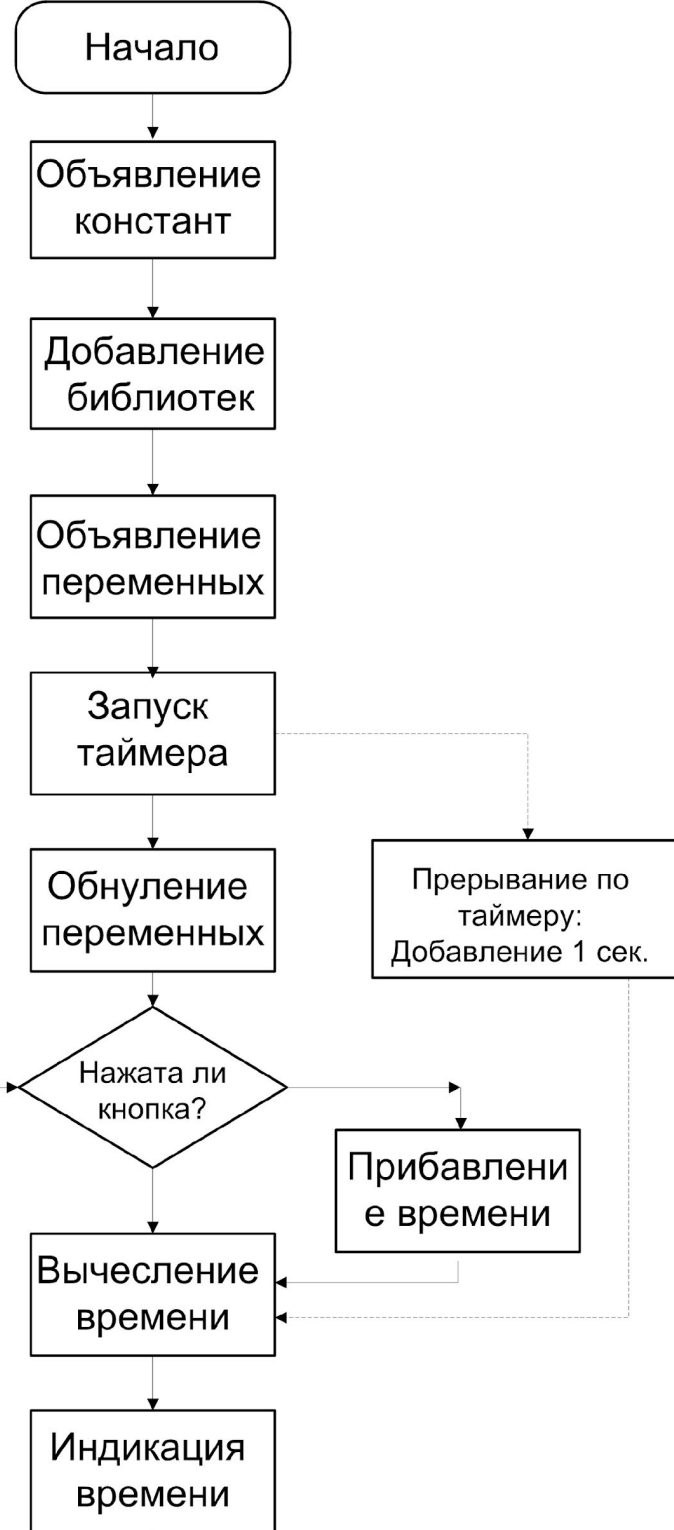 Начало
Объявление
констант
Добавление
библиотек
Объявление
переменных
Запуск
таймера
Обнуление
переменных
Прерывание по
таймеру:
Добавление 1 сек.
Нажата ли
кнопка?
Прибавлени
е времени
Вычесление
времени
Индикация
времени